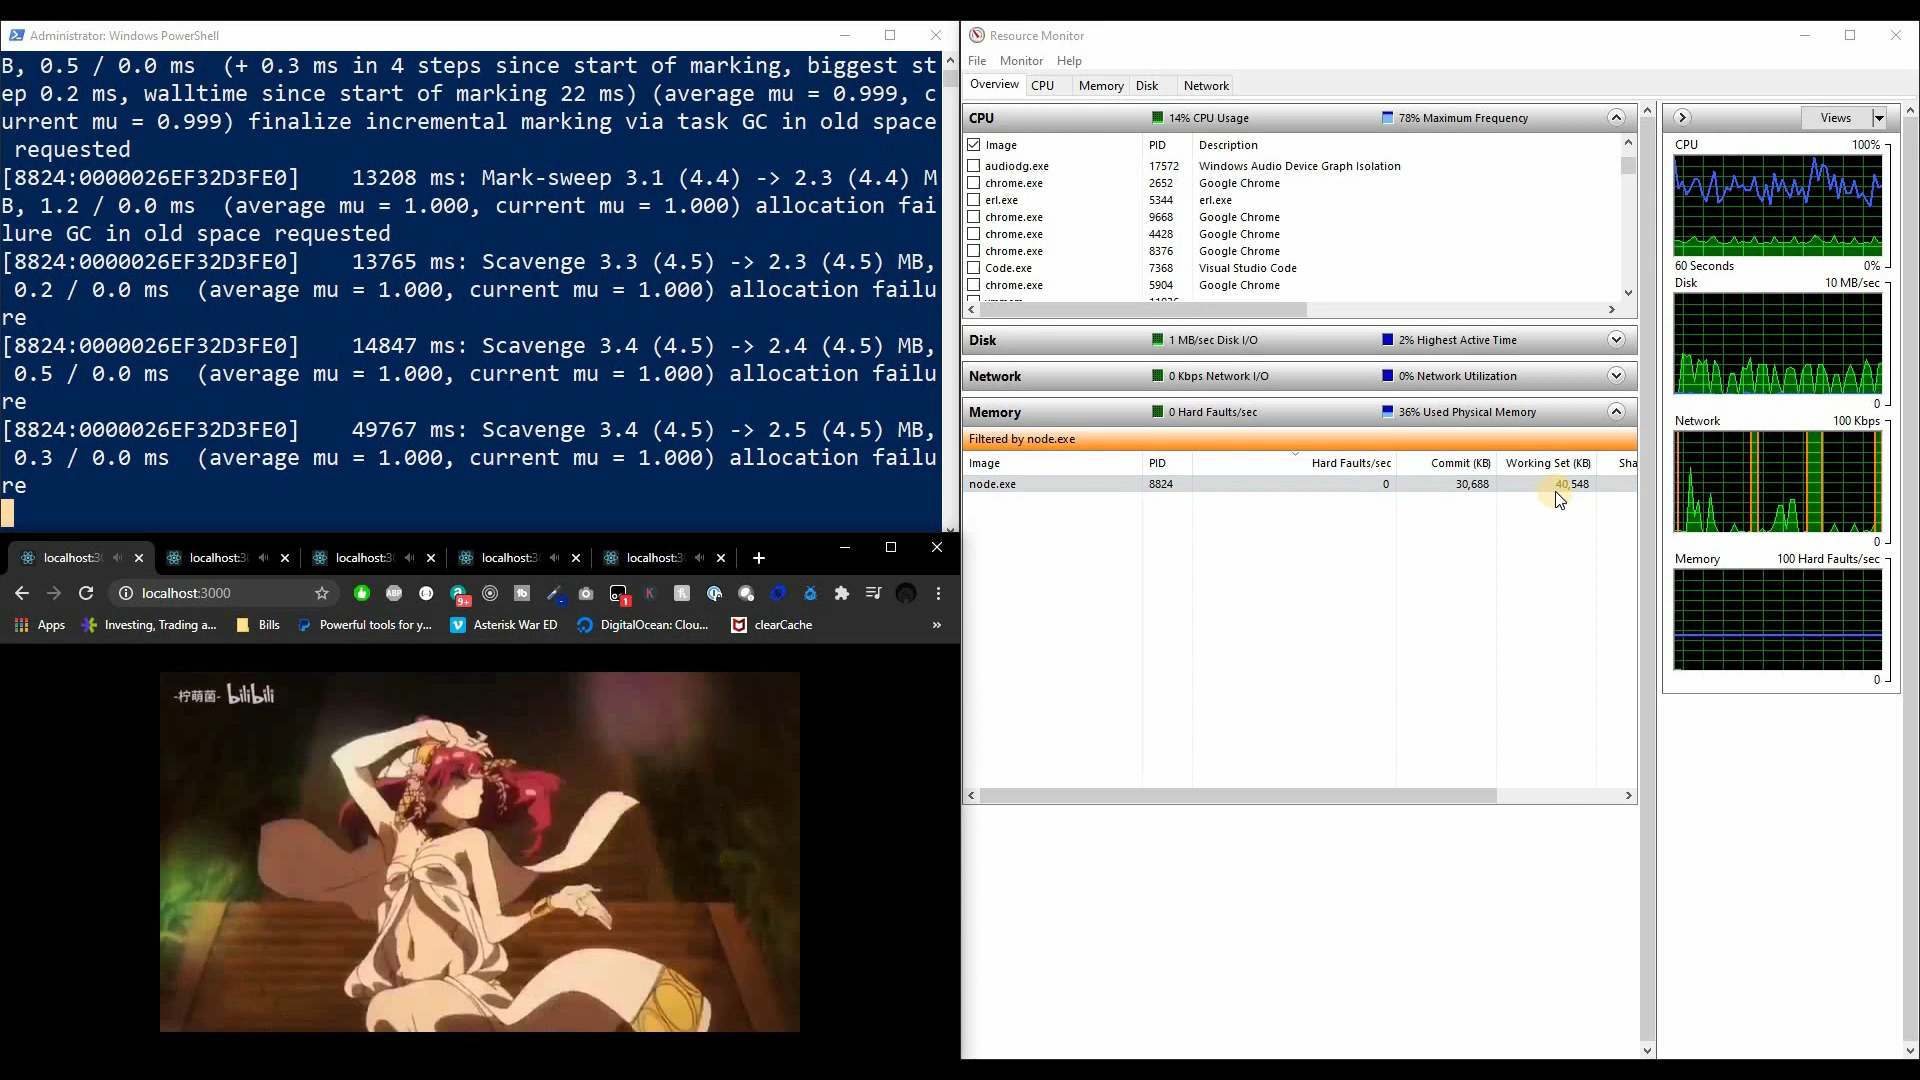 Administrator: Windows PowerShell
B, 0.5 / 0.0 ms  (+ 0.3 ms in 4 steps since start of marking, biggest st
ep 0.2 ms, walltime since start of marking 22 ms) (average mu = 0.999, c
urrent mu = 0.999) finalize incremental marking via task GC in old space
 requested
[8824:0000026EF32D3FE0]    13208 ms: Mark-sweep 3.1 (4.4) -> 2.3 (4.4) M
B, 1.2 / 0.0 ms  (average mu = 1.000, current mu = 1.000) allocation fai
lure GC in old space requested
[8824:0000026EF32D3FE0]    13765 ms: Scavenge 3.3 (4.5) -> 2.3 (4.5) MB,
 0.2 / 0.0 ms  (average mu = 1.000, current mu = 1.000) allocation failu
re
[8824:0000026EF32D3FE0]    14847 ms: Scavenge 3.4 (4.5) -> 2.4 (4.5) MB,
 0.5 / 0.0 ms  (average mu = 1.000, current mu = 1.000) allocation failu
re
[8824:0000026EF32D3FE0]    49767 ms: Scavenge 3.4 (4.5) -> 2.5 (4.5) MB,
 0.3 / 0.0 ms  (average mu = 1.000, current mu = 1.000) allocation failu
re
localhost:30 localhost:3 localhost:30 localhost:3 localhost:3
localhost:3000
ABP 9+ tb 1 K
Apps Investing, Trading a... Bills Powerful tools for y... Asterisk War ED DigitalOcean: Clou... clearCache »
-柠萌菌- bilibili
Resource Monitor
File Monitor Help
Overview CPU Memory Disk Network
CPU 14% CPU Usage 78% Maximum Frequency
Image PID Description
audiodg.exe 17572 Windows Audio Device Graph Isolation
chrome.exe 2652 Google Chrome
erl.exe 5344 erl.exe
chrome.exe 9668 Google Chrome
chrome.exe 4428 Google Chrome
chrome.exe 8376 Google Chrome
Code.exe 7368 Visual Studio Code
chrome.exe 5904 Google Chrome
Disk 1 MB/sec Disk I/O 2% Highest Active Time
Network 0 Kbps Network I/O 0% Network Utilization
Memory 0 Hard Faults/sec 36% Used Physical Memory
Filtered by node.exe
Image PID Hard Faults/sec Commit (KB) Working Set (KB) Sha
node.exe 8824 0 30,688 40,548
Views
CPU 100%
60 Seconds 0%
Disk 10 MB/sec
0
Network 100 Kbps
0
Memory 100 Hard Faults/sec
0